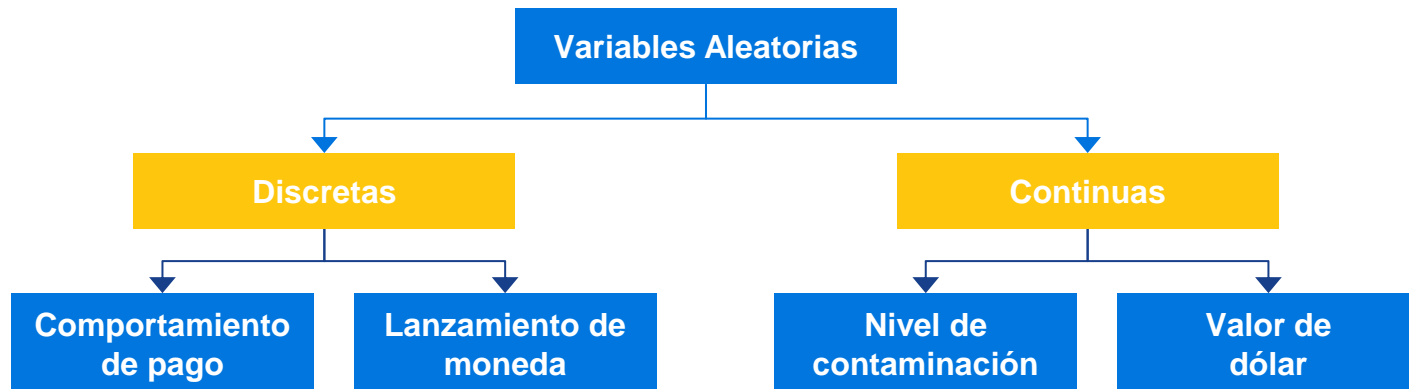 Variables Aleatorias
Discretas
Continuas
Comportamiento
de pago
Lanzamiento de
moneda
Nivel de
contaminación
Valor de
dólar